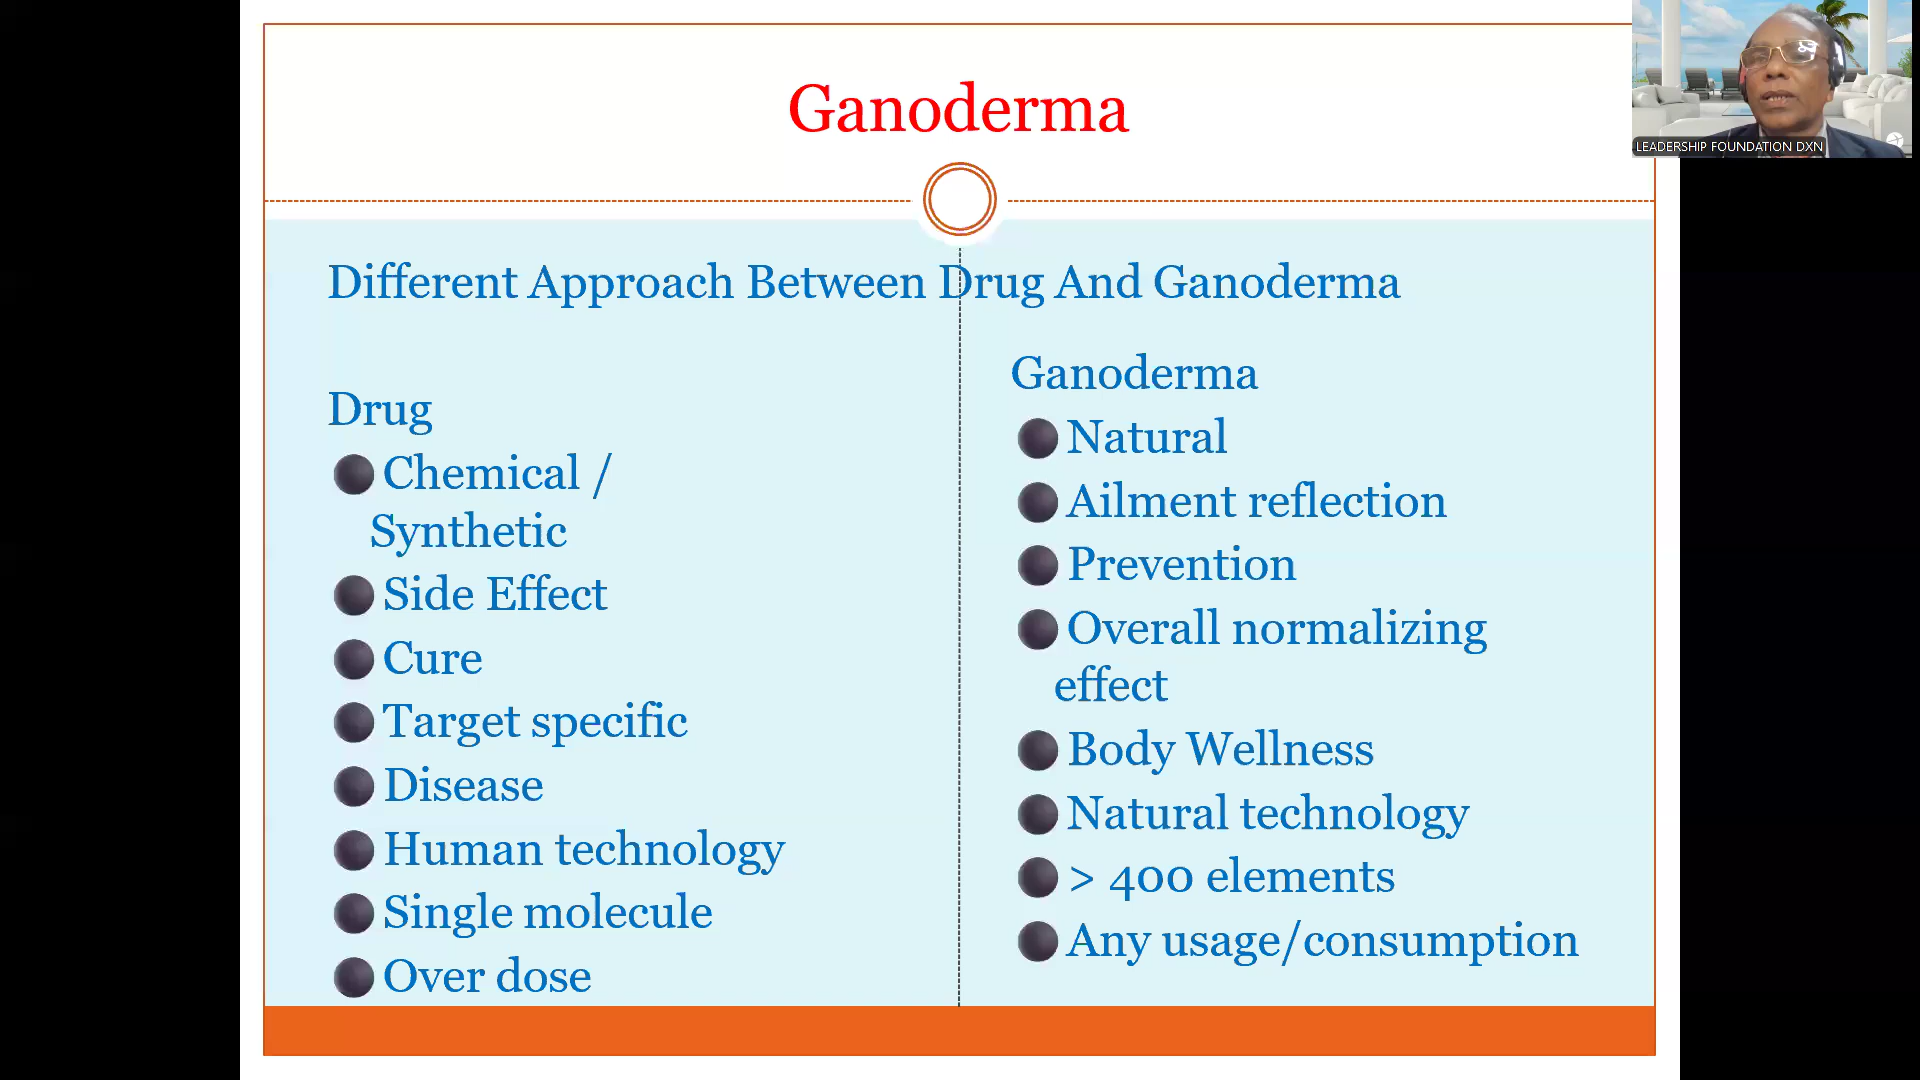 Ganoderma
LEADERSHIP FOUNDATION DXN
Different Approach Between Drug And Ganoderma
Drug
Chemical /
Synthetic
Side Effect
Cure
Target specific
Disease
Human technology
Single molecule
Over dose
Ganoderma
Natural
Ailment reflection
Prevention
Overall normalizing
effect
Body Wellness
Natural technology
> 400 elements
Any usage/consumption